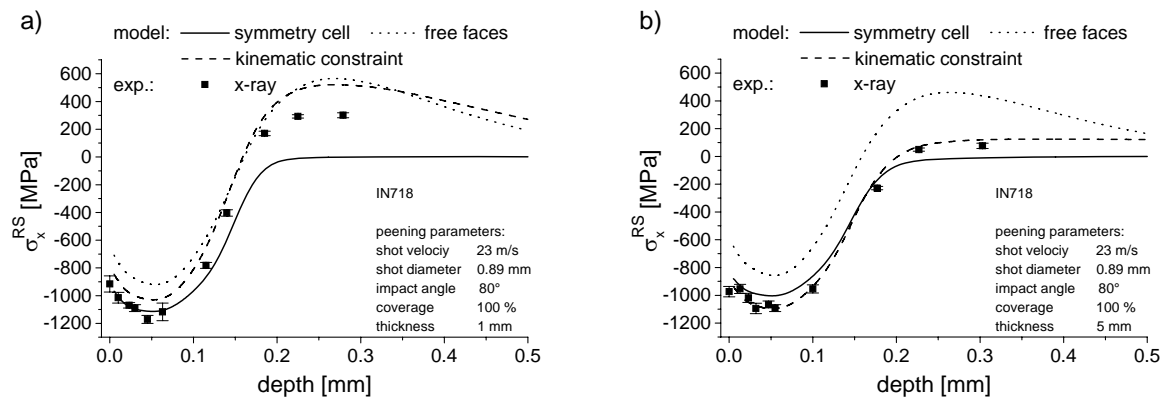 a)
model: symmetry cell free faces
kinematic constraint
exp.: x-ray
600
400
200
0
-200
-400
-600
-800
-1000
-1200
σx^RS [MPa]
IN718
peening parameters:
shot velociy 23 m/s
shot diameter 0.89 mm
impact angle 80°
coverage 100 %
thickness 1 mm
0.0 0.1 0.2 0.3 0.4 0.5
depth [mm]
b)
model: symmetry cell free faces
kinematic constraint
exp.: x-ray
600
400
200
0
-200
-400
-600
-800
-1000
-1200
σx^RS [MPa]
IN718
peening parameters:
shot velociy 23 m/s
shot diameter 0.89 mm
impact angle 80°
coverage 100 %
thickness 5 mm
0.0 0.1 0.2 0.3 0.4 0.5
depth [mm]